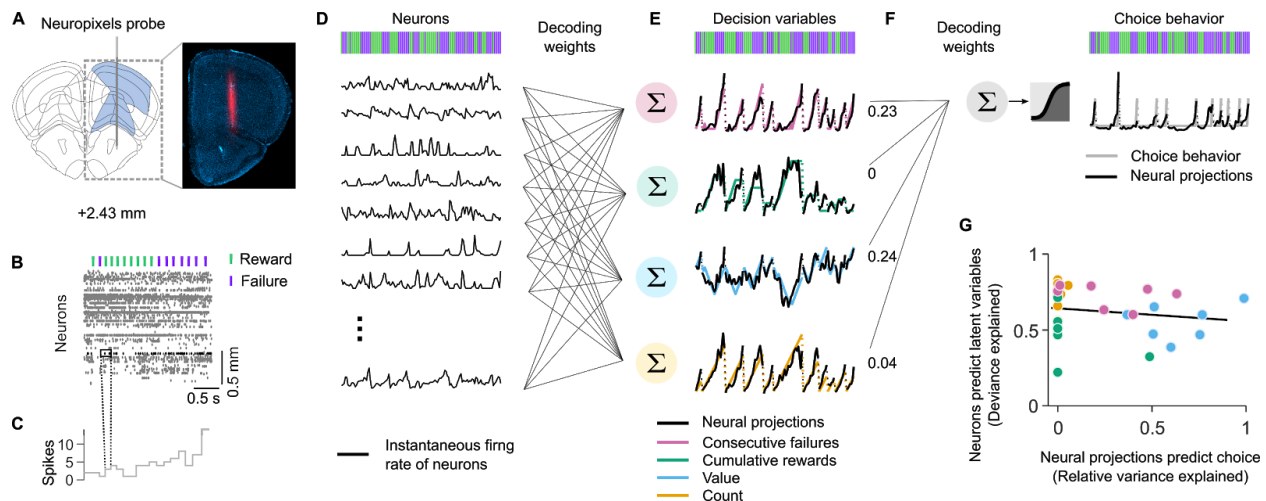 A
Neuropixels probe
+2.43 mm
B
Reward
Failure
Neurons
0.5 mm
0.5 s
C
Spikes
10
5
0
D
Neurons
Decoding
weights
Instantaneous firng
rate of neurons
E
Decision variables
Σ
Σ
Σ
Σ
0.23
0
0.24
0.04
Neural projections
Consecutive failures
Cumulative rewards
Value
Count
F
Decoding
weights
Σ
Choice behavior
Choice behavior
Neural projections
G
Neurons predict latent variables
(Deviance explained)
1
0.5
0
0
0.5
1
Neural projections predict choice
(Relative variance explained)